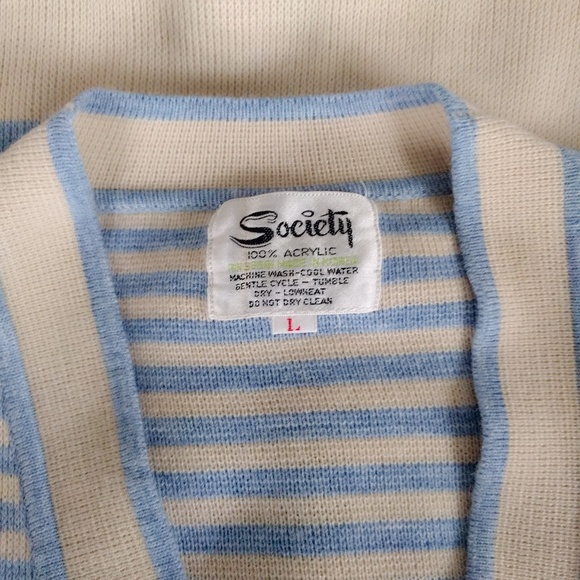 Society
100% ACRYLIC
MACHINE WASH-COOL WATER
GENTLE CYCLE - TUMBLE
DRY - LOWHEAT
DO NOT DRY CLEAN
L